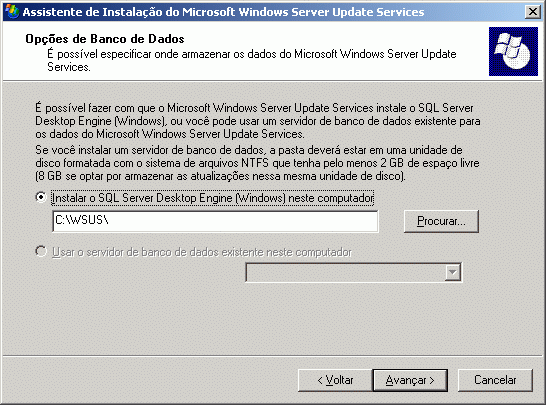 Assistente de Instalação do Microsoft Windows Server Update Services
Opções de Banco de Dados
É possível especificar onde armazenar os dados do Microsoft Windows Server Update
Services.
É possível fazer com que o Microsoft Windows Server Update Services instale o SQL Server
Desktop Engine (Windows), ou você pode usar um servidor de banco de dados existente para
os dados do Microsoft Windows Server Update Services.
Se você instalar um servidor de banco de dados, a pasta deverá estar em uma unidade de
disco formatada com o sistema de arquivos NTFS que tenha pelo menos 2 GB de espaço livre
(8 GB se optar por armazenar as atualizações nessa mesma unidade de disco).
Instalar o SQL Server Desktop Engine (Windows) neste computador
C:\WSUS\
Procurar...
Usar o servidor de banco de dados existente neste computador
< Voltar
Avançar >
Cancelar